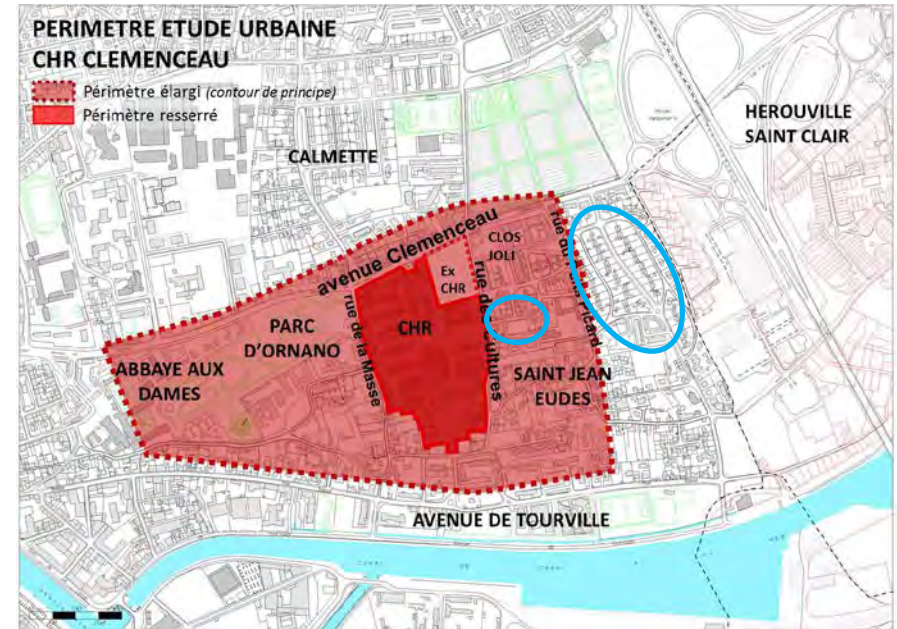 PERIMETRE ETUDE URBAINE
CHR CLEMENCEAU
Périmètre élargi (contour de principe)
Périmètre resserré
HEROUVILLE
SAINT CLAIR
CALMETTE
avenue Clemenceau
CLOS
JOLI
Ex
CHR
rue de la Masse
CHR
PARC
D'ORNANO
ABBAYE AUX
DAMES
SAINT JEAN
EUDES
AVENUE DE TOURVILLE